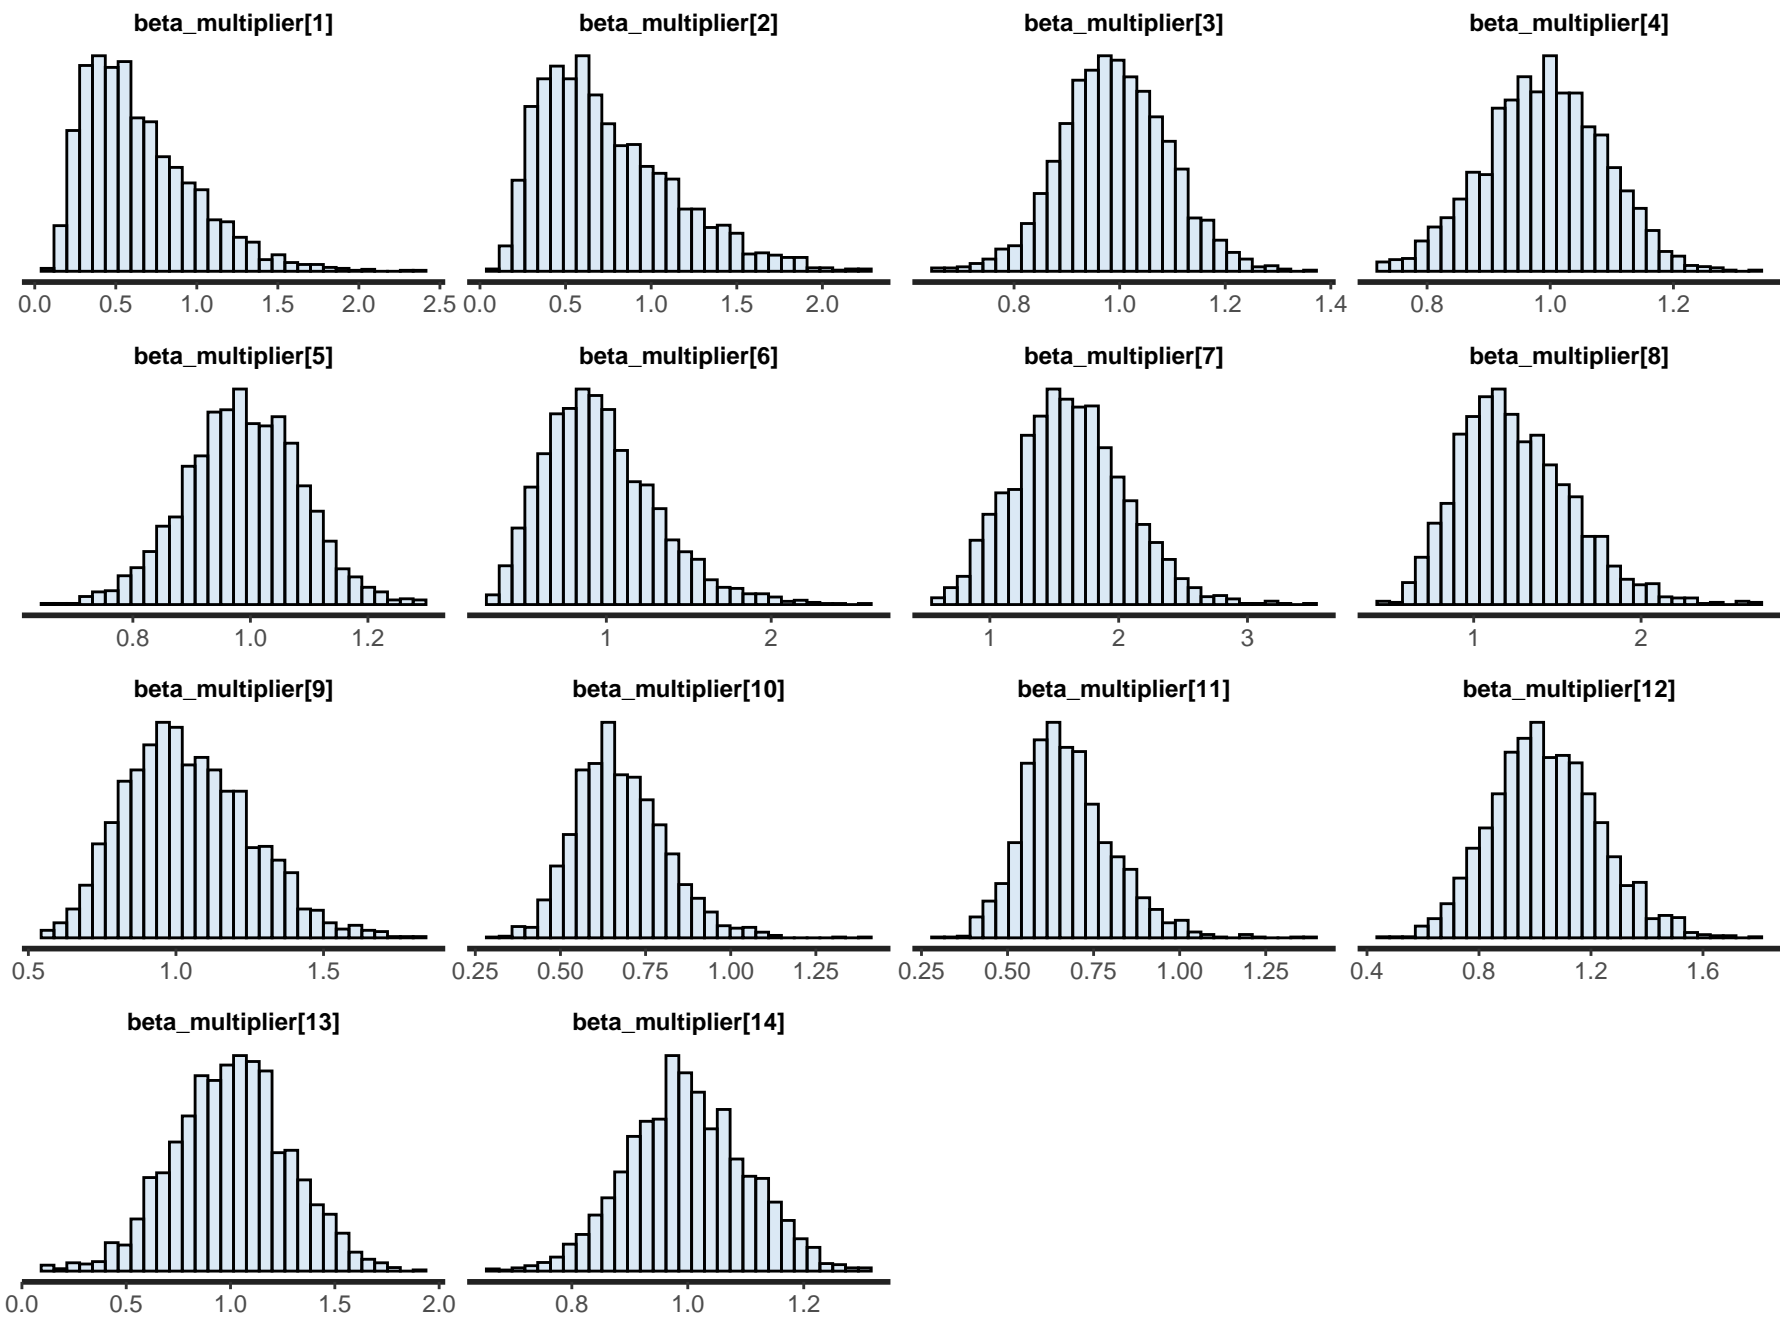 beta_multiplier[1] beta_multiplier[2] beta_multiplier[3] beta_multiplier[4]
0.0 0.5 1.0 1.5 2.0 2.5 0.0 0.5 1.0 1.5 2.0 0.8 1.0 1.2 1.4 0.8 1.0 1.2
beta_multiplier[5] beta_multiplier[6] beta_multiplier[7] beta_multiplier[8]
0.8 1.0 1.2 1 2 1 2 3 1 2
beta_multiplier[9] beta_multiplier[10] beta_multiplier[11] beta_multiplier[12]
0.5 1.0 1.5 0.25 0.50 0.75 1.00 1.25 0.25 0.50 0.75 1.00 1.25 0.4 0.8 1.2 1.6
beta_multiplier[13] beta_multiplier[14]
0.0 0.5 1.0 1.5 2.0 0.8 1.0 1.2